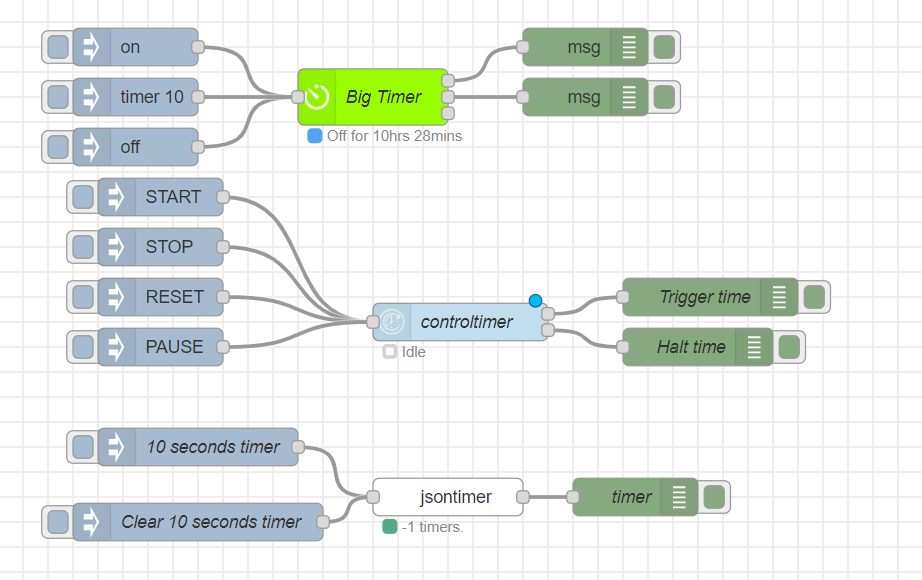 on
timer 10
off
Big Timer
Off for 10hrs 28mins
msg
msg
START
STOP
RESET
PAUSE
controltimer
Idle
Trigger time
Halt time
10 seconds timer
Clear 10 seconds timer
jsontimer
-1 timers.
timer